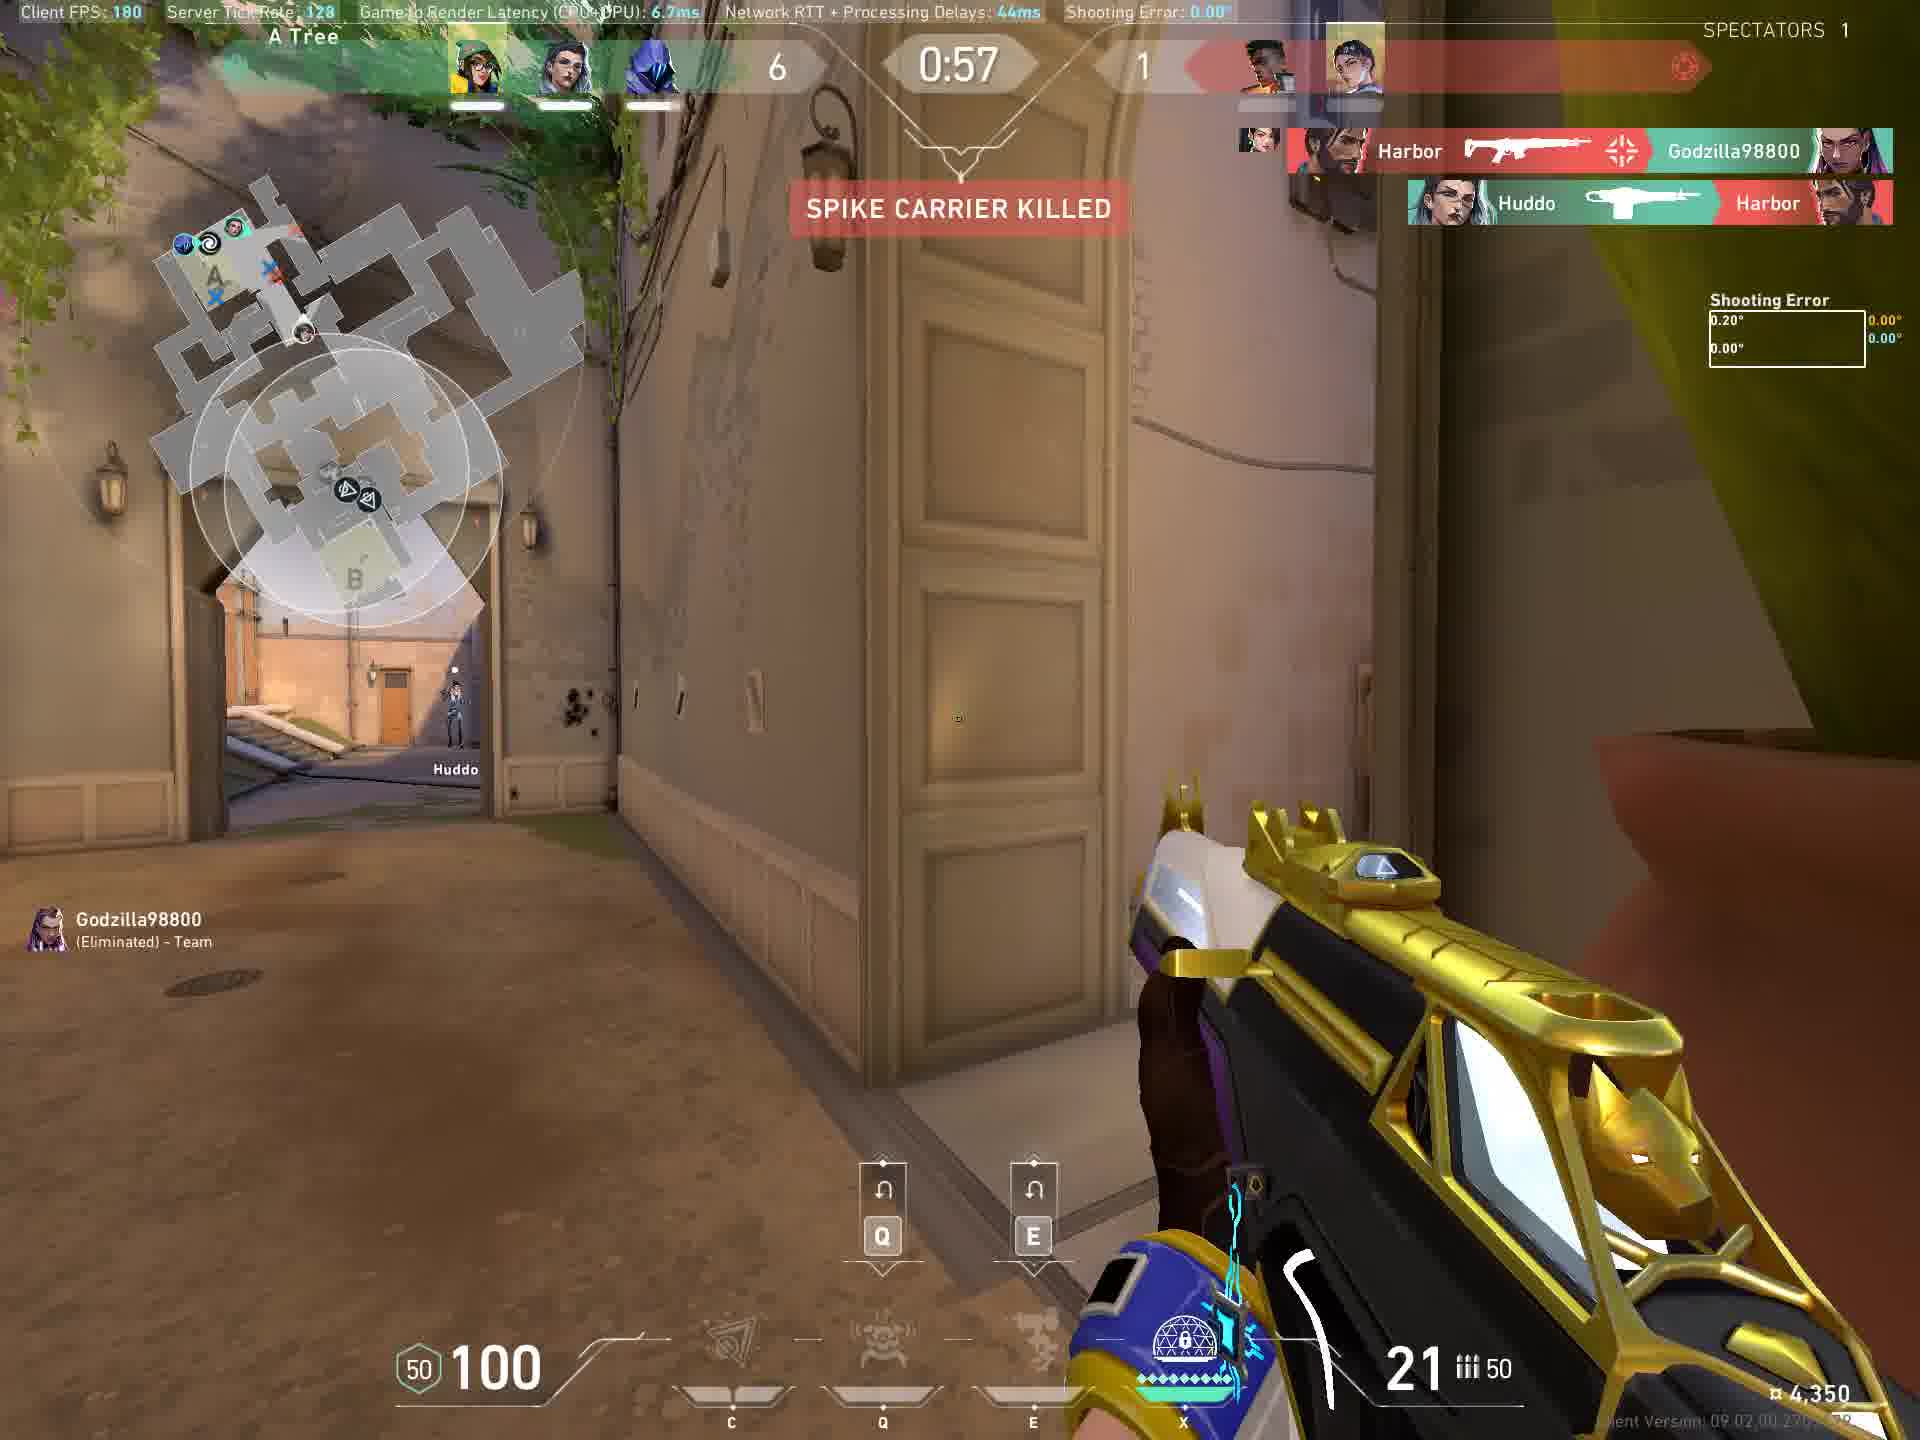 Client FPS: 180 Server Tick Rate: 128 Game to Render Latency (CPU+GPU): 6.7ms Network RTT + Processing Delays: 44ms Shooting Error: 0.00°
A Tree
SPECTATORS 1
6 0:57 1
Harbor Godzilla98800
SPIKE CARRIER KILLED
Huddo Harbor
A
Shooting Error
0.20° 0.00°
0.00°
0.00°
B
Huddo
Godzilla98800
(Eliminated) - Team
Q E
50 100
21 50
4,350
C Q E X